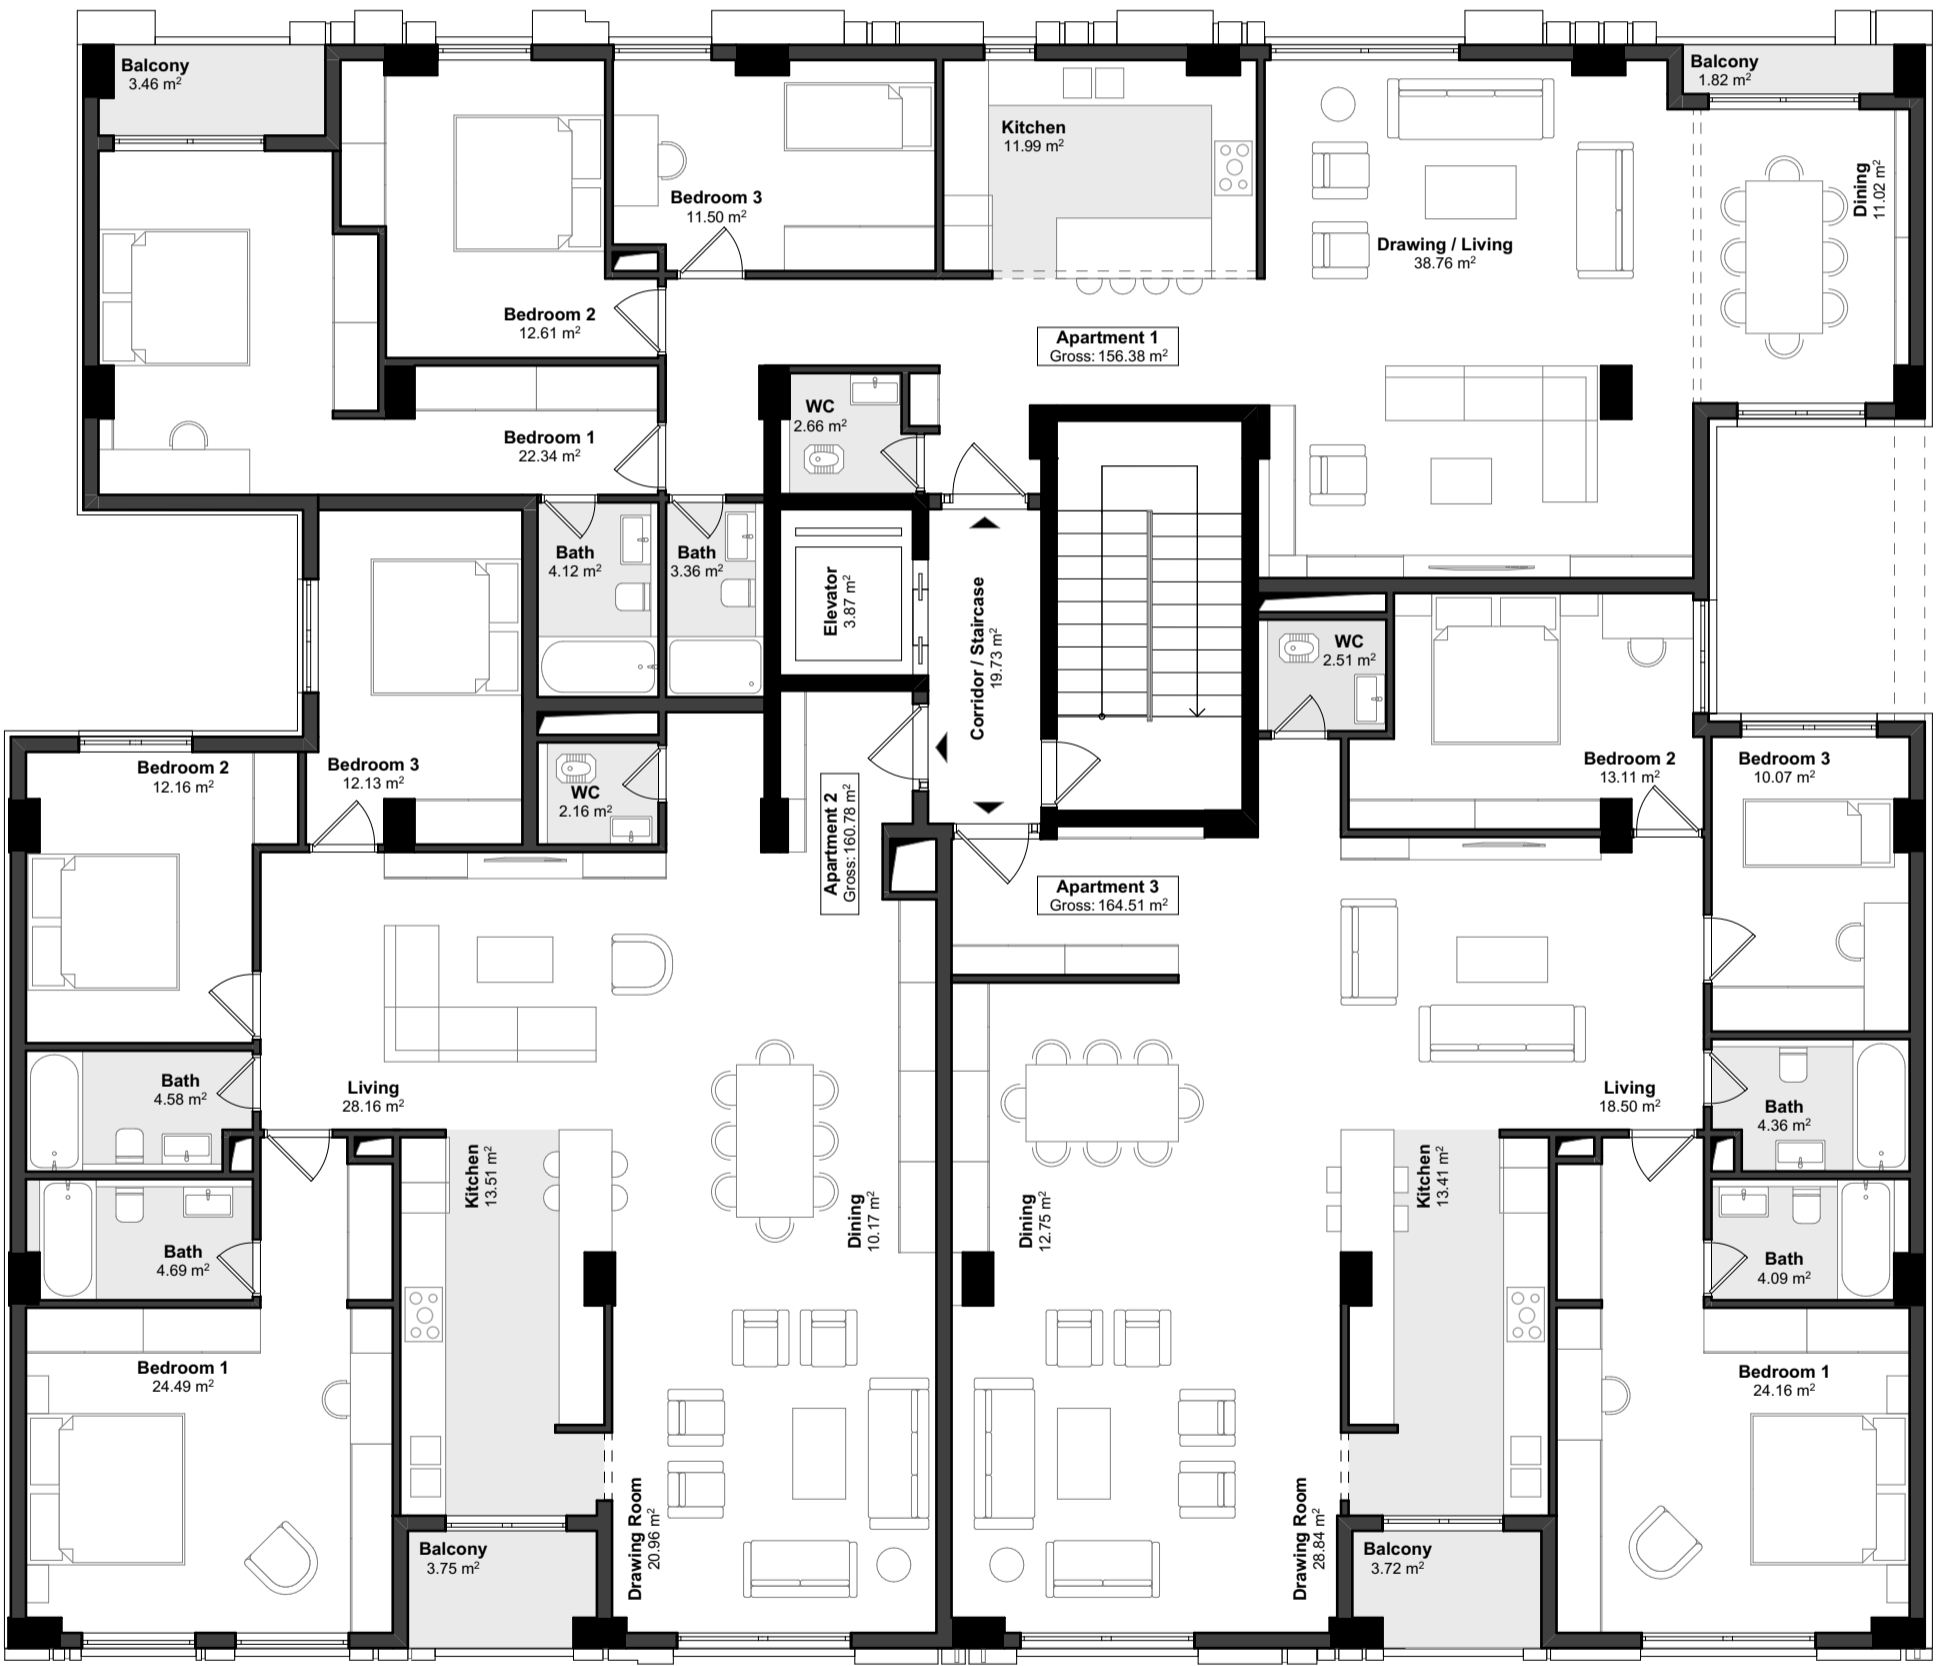 Balcony
3.46 m²
Balcony
1.82 m²
Kitchen
11.99 m²
Bedroom 3
11.50 m²
Dining
11.02 m²
Drawing / Living
38.76 m²
Bedroom 2
12.61 m²
Apartment 1
Gross: 156.38 m²
WC
2.66 m²
Bedroom 1
22.34 m²
Bath
4.12 m²
Bath
3.36 m²
Elevator
3.87 m²
Corridor / Staircase
19.73 m²
WC
2.51 m²
Bedroom 2
12.16 m²
Bedroom 3
12.13 m²
WC
2.16 m²
Apartment 2
Gross: 160.78 m²
Bedroom 2
13.11 m²
Bedroom 3
10.07 m²
Apartment 3
Gross: 164.51 m²
Bath
4.58 m²
Living
28.16 m²
Living
18.50 m²
Bath
4.36 m²
Kitchen
13.51 m²
Dining
10.17 m²
Dining
12.75 m²
Kitchen
13.41 m²
Bath
4.69 m²
Bath
4.09 m²
Bedroom 1
24.49 m²
Bedroom 1
24.16 m²
Drawing Room
20.96 m²
Drawing Room
28.84 m²
Balcony
3.75 m²
Balcony
3.72 m²